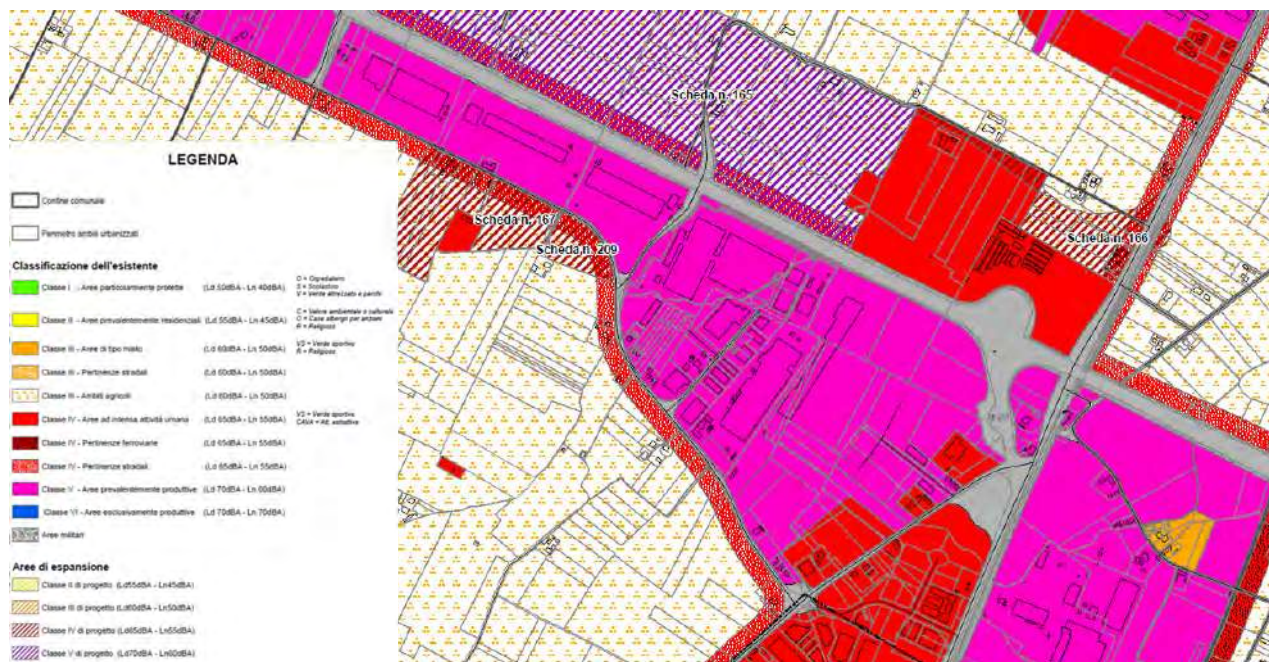 Scheda n. 165
LEGENDA
Confine comunale
Perimetro ambiti urbanizzati
Scheda n. 167
Scheda n. 209
Scheda n. 166
Classificazione dell'esistente
Classe I - Aree particolarmente protette (Ld 50dBA - Ln 40dBA)
O = Ospedaliero
S = Scolastico
V = Verde attrezzato e parchi
Classe II - Aree prevalentemente residenziali (Ld 55dBA - Ln 45dBA)
C = Valore ambientale o culturale
O = Case albergo per anziani
R = Religioso
Classe III - Aree di tipo misto (Ld 60dBA - Ln 50dBA)
VS = Verde sportivo
R = Religioso
Classe III - Pertinenze stradali (Ld 60dBA - Ln 50dBA)
Classe III - Ambiti agricoli (Ld 60dBA - Ln 50dBA)
Classe IV - Aree ad intensa attività umana (Ld 65dBA - Ln 55dBA)
VS = Verde sportivo
CAVA = Att. estrattiva
Classe IV - Pertinenze ferroviarie (Ld 65dBA - Ln 55dBA)
Classe IV - Pertinenze stradali (Ld 65dBA - Ln 55dBA)
Classe V - Aree prevalentemente produttive (Ld 70dBA - Ln 60dBA)
Classe VI - Aree esclusivamente produttive (Ld 70dBA - Ln 70dBA)
Aree militari
Aree di espansione
Classe II di progetto (Ld55dBA - Ln45dBA)
Classe III di progetto (Ld60dBA - Ln50dBA)
Classe IV di progetto (Ld65dBA - Ln55dBA)
Classe V di progetto (Ld70dBA - Ln60dBA)